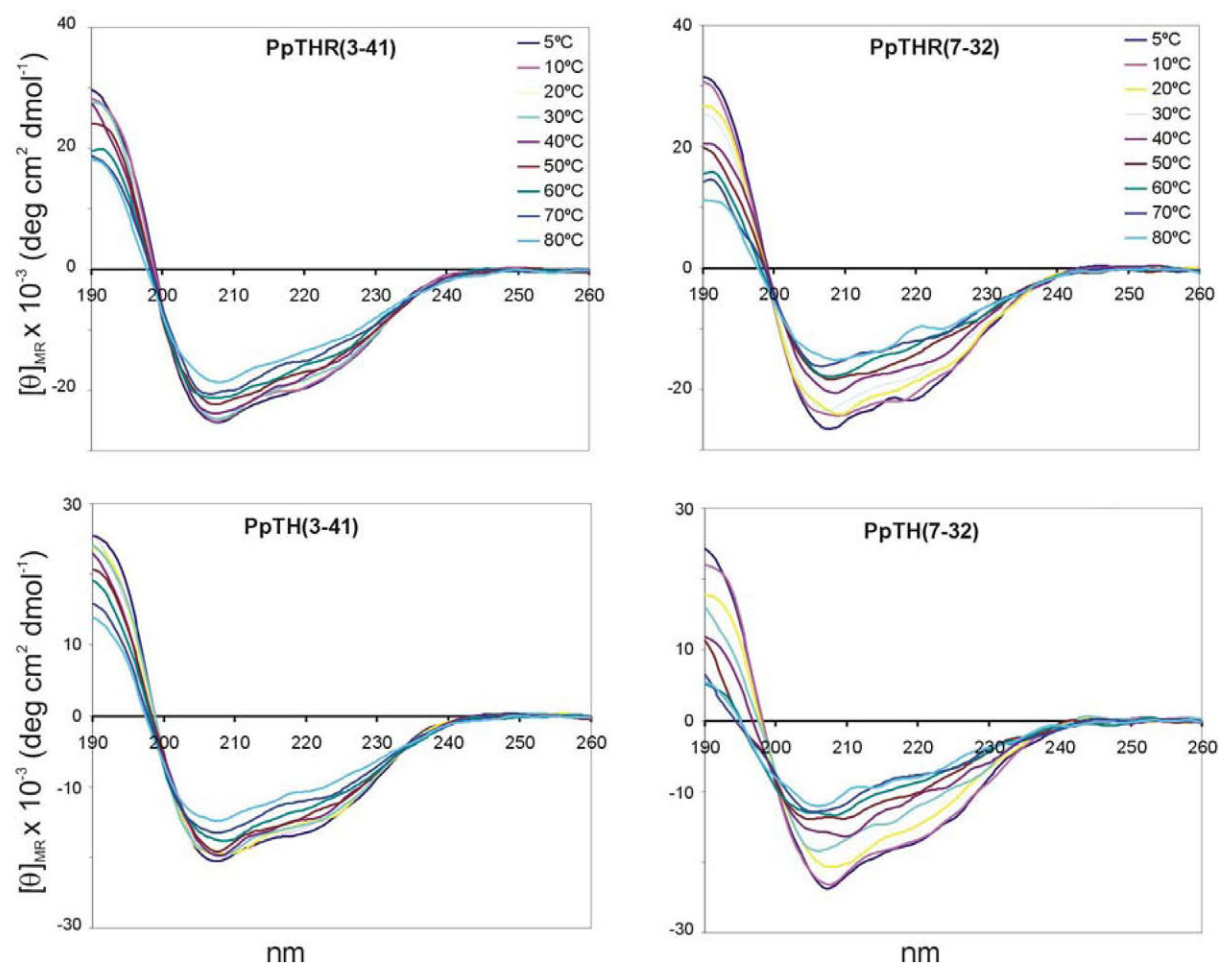 [θ]MR x 10-3 (deg cm2 dmol-1)
40
20
0
-20
PpTHR(3-41)
5ºC
10ºC
20ºC
30ºC
40ºC
50ºC
60ºC
70ºC
80ºC
190 200 210 220 230 240 250 260
40
20
0
-20
PpTHR(7-32)
5ºC
10ºC
20ºC
30ºC
40ºC
50ºC
60ºC
70ºC
80ºC
190 200 210 220 230 240 250 260
[θ]MR x 10-3 (deg cm2 dmol-1)
30
10
0
-10
-30
PpTH(3-41)
190 200 210 220 230 240 250 260
nm
30
10
0
-10
-30
PpTH(7-32)
190 200 210 220 230 240 250 260
nm